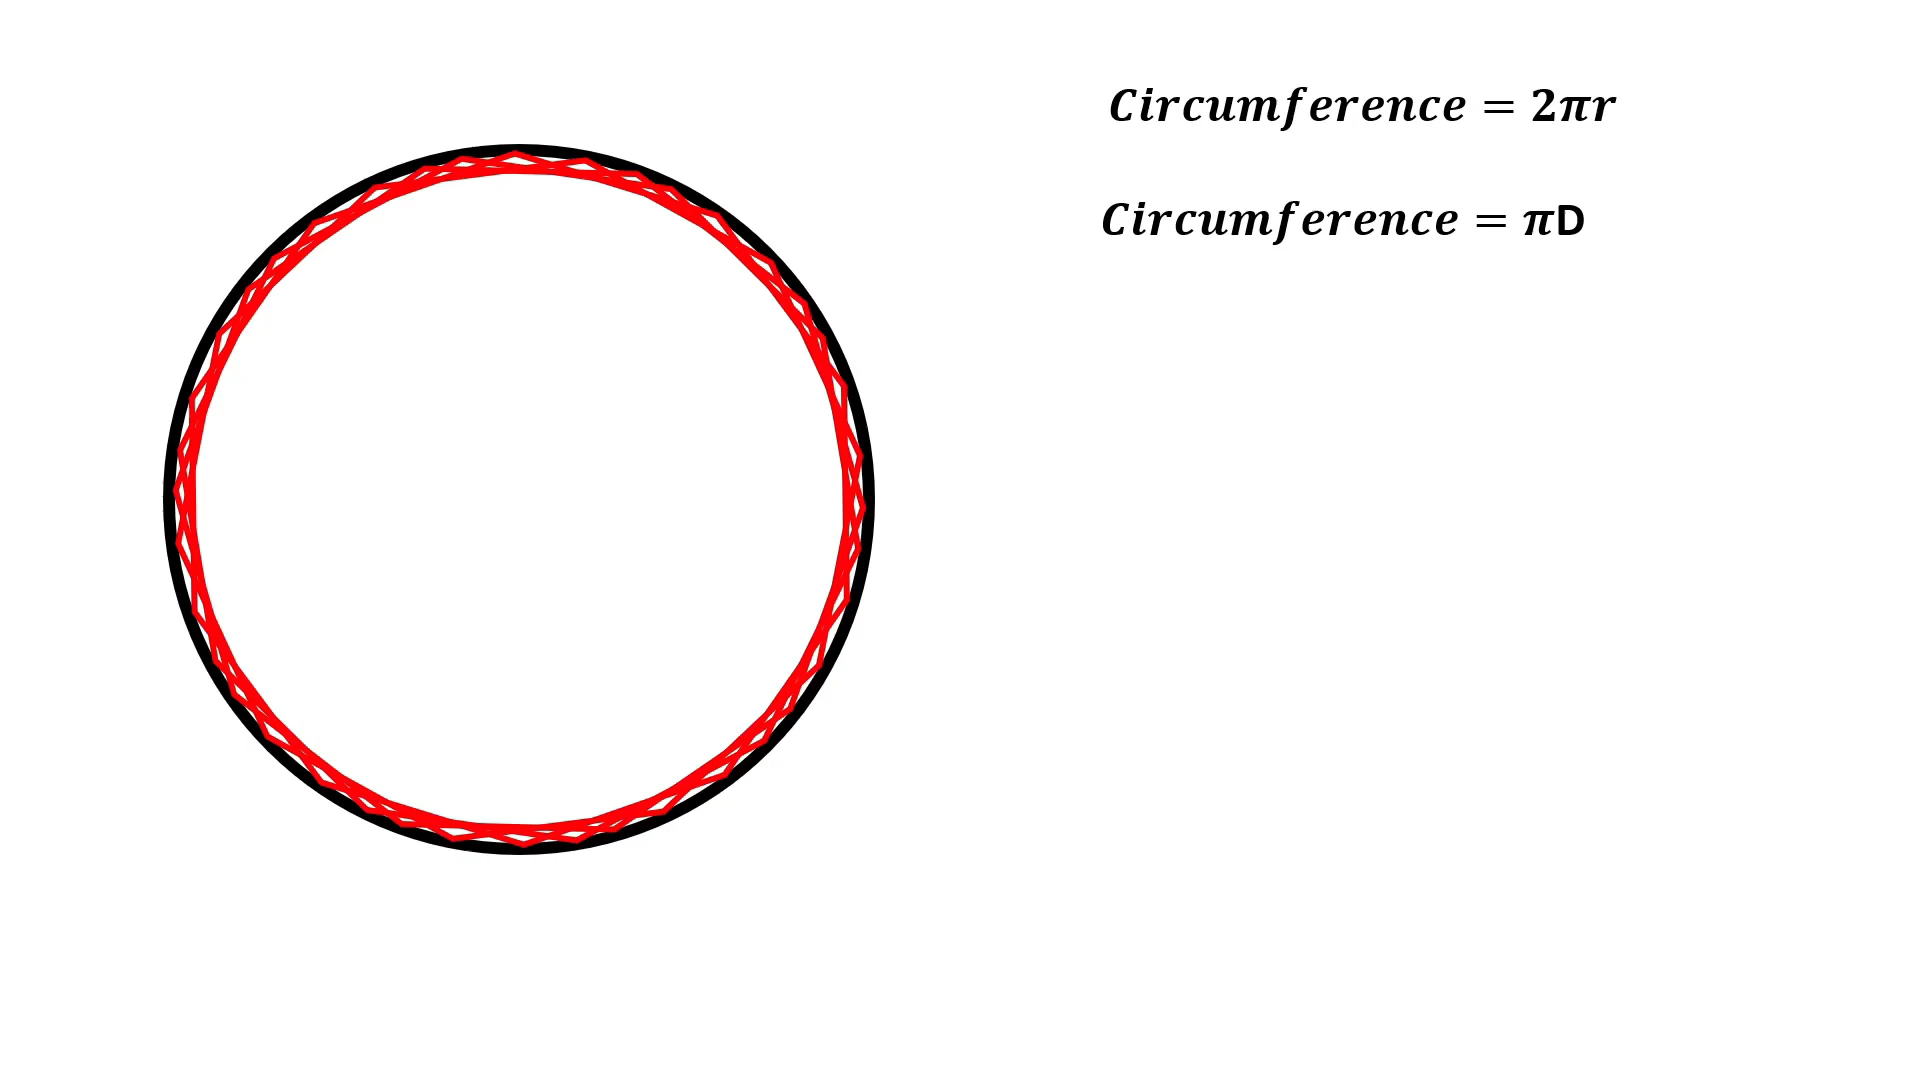 Circumference = 2πr
Circumference = πD